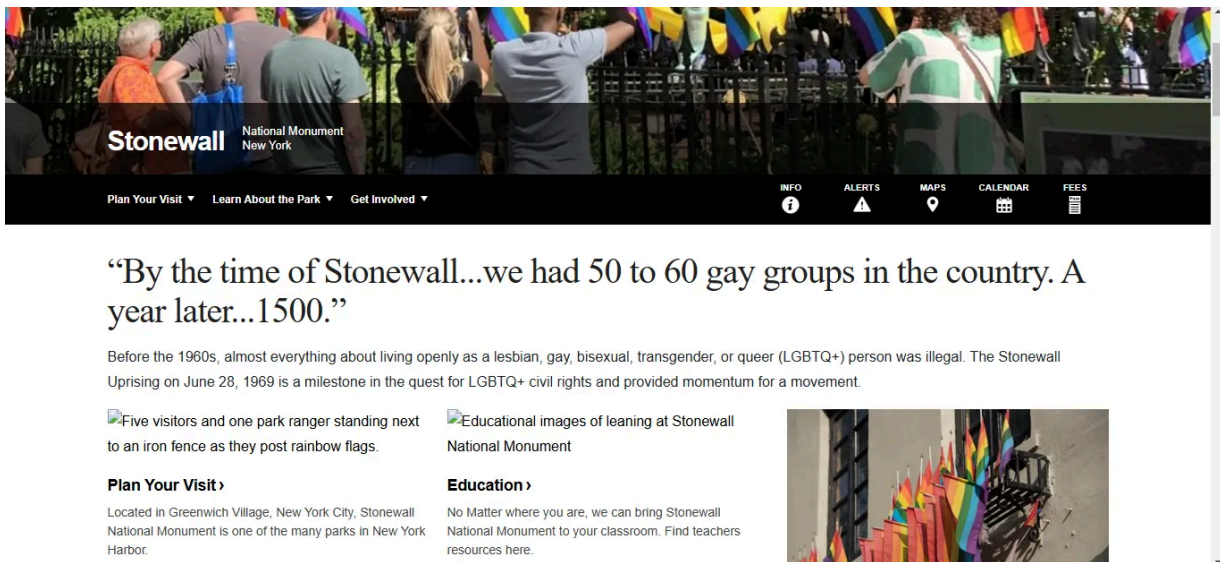 Stonewall
National Monument
New York
Plan Your Visit
Learn About the Park
Get Involved
INFO
ALERTS
MAPS
CALENDAR
FEES
“By the time of Stonewall...we had 50 to 60 gay groups in the country. A
year later...1500.”
Before the 1960s, almost everything about living openly as a lesbian, gay, bisexual, transgender, or queer (LGBTQ+) person was illegal. The Stonewall
Uprising on June 28, 1969 is a milestone in the quest for LGBTQ+ civil rights and provided momentum for a movement.
Five visitors and one park ranger standing next
to an iron fence as they post rainbow flags.
Plan Your Visit ›
Located in Greenwich Village, New York City, Stonewall
National Monument is one of the many parks in New York
Harbor.
Educational images of leaning at Stonewall
National Monument
Education ›
No Matter where you are, we can bring Stonewall
National Monument to your classroom. Find teachers
resources here.